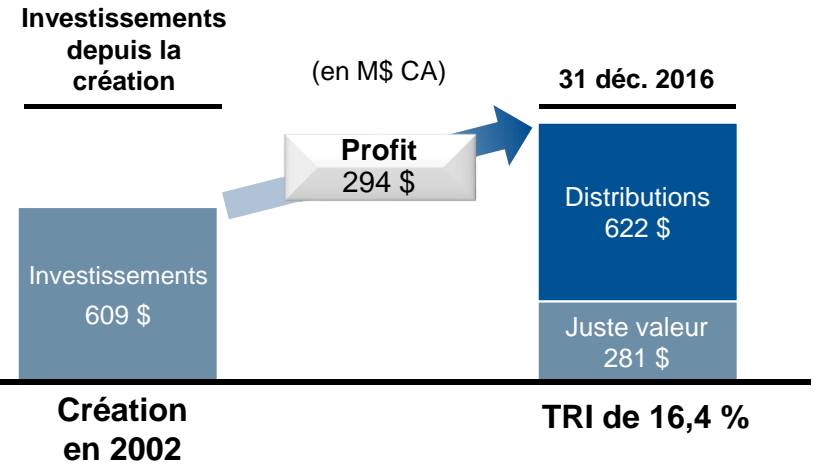 Investissements
depuis la
création
(en M$ CA)
31 déc. 2016
Profit
294 $
Distributions
622 $
Investissements
609 $
Juste valeur
281 $
Création
en 2002
TRI de 16,4 %